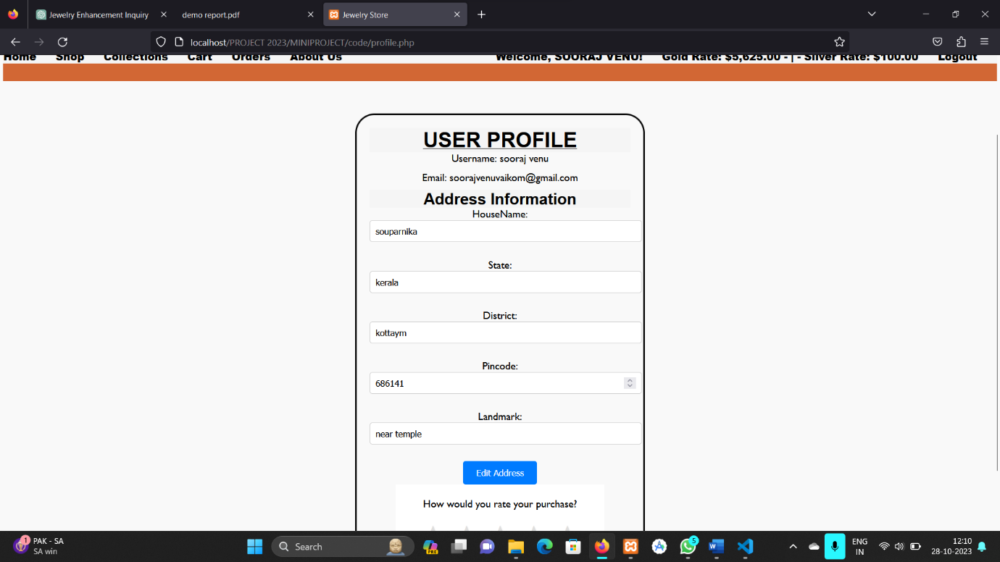 Jewelry Enhancement Inquiry
demo report.pdf
Jewelry Store
localhost/PROJECT 2023/MINIPROJECT/code/profile.php
Home Shop Collections Cart Orders About Us Welcome, SOORAJ VENU! Gold Rate: $5,625.00 - | - Silver Rate: $100.00 Logout
USER PROFILE
Username: sooraj venu
Email: soorajvenuvaikom@gmail.com
Address Information
HouseName:
souparnika
State:
kerala
District:
kottaym
Pincode:
686141
Landmark:
near temple
Edit Address
How would you rate your purchase?
1
PAK - SA
SA win
Search
PRE
5
ENG
IN
12:10
28-10-2023